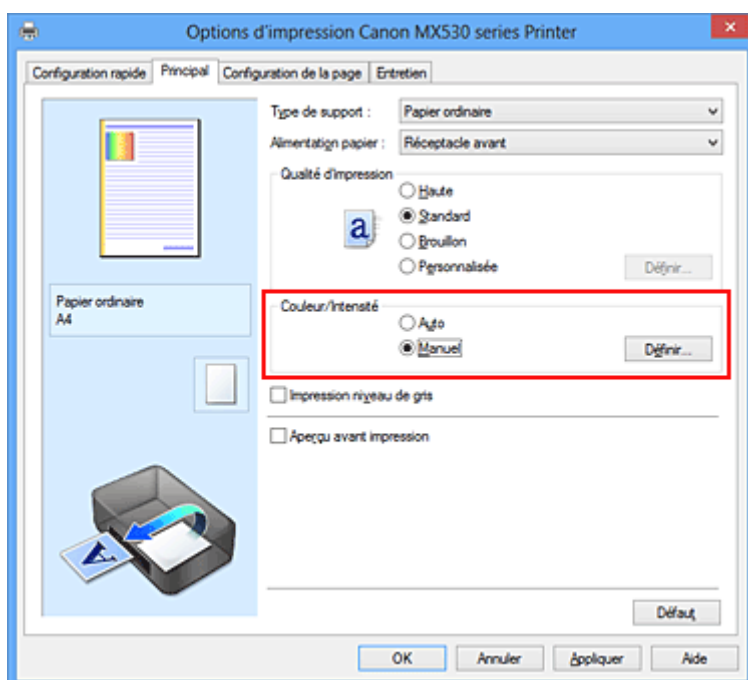 Options d'impression Canon MX530 series Printer
Configuration rapide Principal Configuration de la page Entretien
Type de support : Papier ordinaire
Alimentation papier : Réceptacle avant
Qualité d'impression
Haute
a Standard
Brouillon
Personnalisée Définir...
Papier ordinaire
A4
Couleur/Intensité
Auto
Manuel Définir...
Impression niveau de gris
Aperçu avant impression
A
Défaut
OK Annuler Appliquer Aide